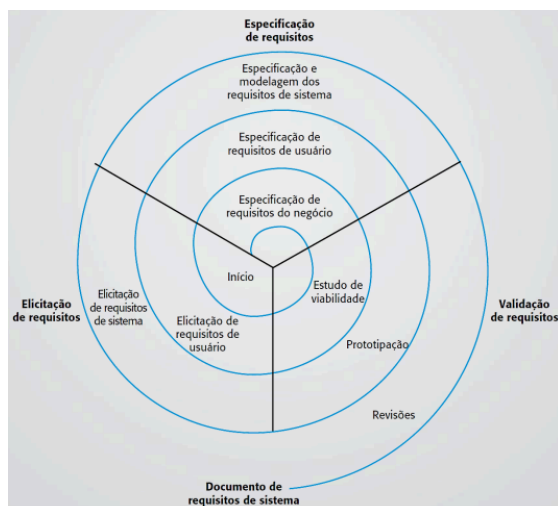 Especificação
de requisitos
Especificação e
modelagem dos
requisitos de sistema
Especificação de
requisitos de usuário
Especificação de
requisitos do negócio
Início
Estudo de
viabilidade
Elicitação
de requisitos
Elicitação
de requisitos
de sistema
Elicitação de
requisitos de
usuário
Validação
de requisitos
Prototipação
Revisões
Documento de
requisitos de sistema